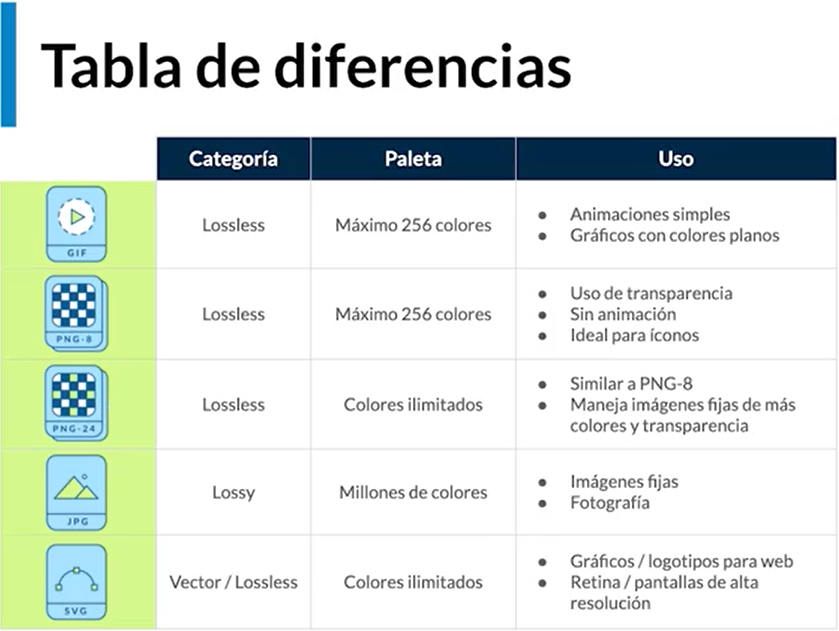 Tabla de diferencias
Categoría Paleta Uso
GIF
Lossless
Máximo 256 colores
● Animaciones simples
● Gráficos con colores planos
PNG-8
Lossless
Máximo 256 colores
● Uso de transparencia
● Sin animación
● Ideal para íconos
PNG-24
Lossless
Colores ilimitados
● Similar a PNG-8
● Maneja imágenes fijas de más
colores y transparencia
JPG
Lossy
Millones de colores
● Imágenes fijas
● Fotografía
SVG
Vector / Lossless
Colores ilimitados
● Gráficos / logotipos para web
● Retina / pantallas de alta
resolución